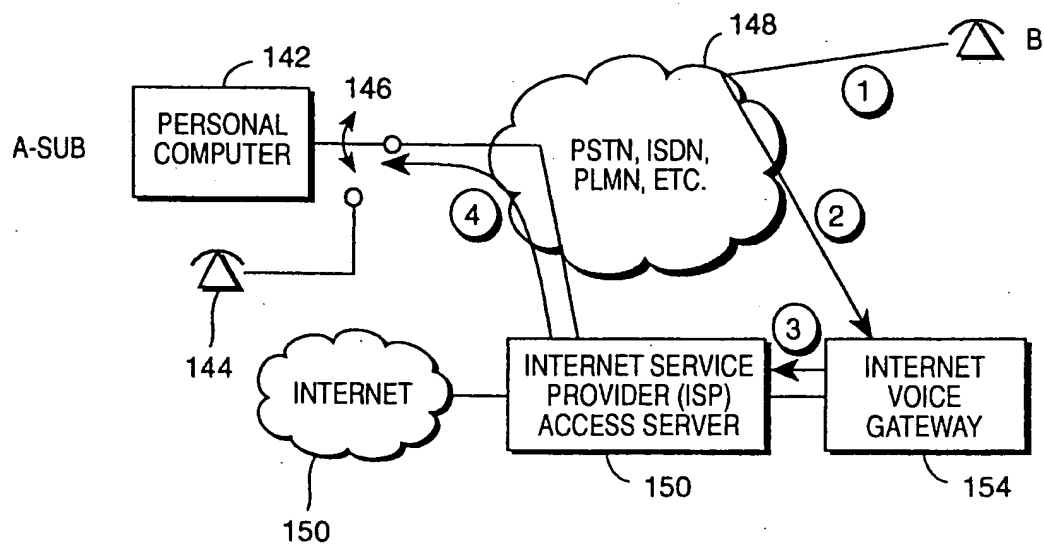 148
B
142
146
1
PERSONAL
COMPUTER
A-SUB
PSTN, ISDN,
PLMN, ETC.
4
2
3
144
INTERNET
INTERNET SERVICE
PROVIDER (ISP)
ACCESS SERVER
INTERNET
VOICE
GATEWAY
150
150
154